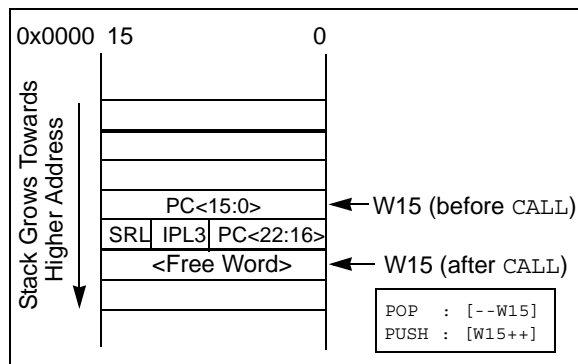 0x0000 15 0
Stack Grows Towards
Higher Address
PC<15:0>
W15 (before CALL)
SRL IPL3 PC<22:16>
<Free Word>
W15 (after CALL)
POP : [--W15]
PUSH : [W15++]